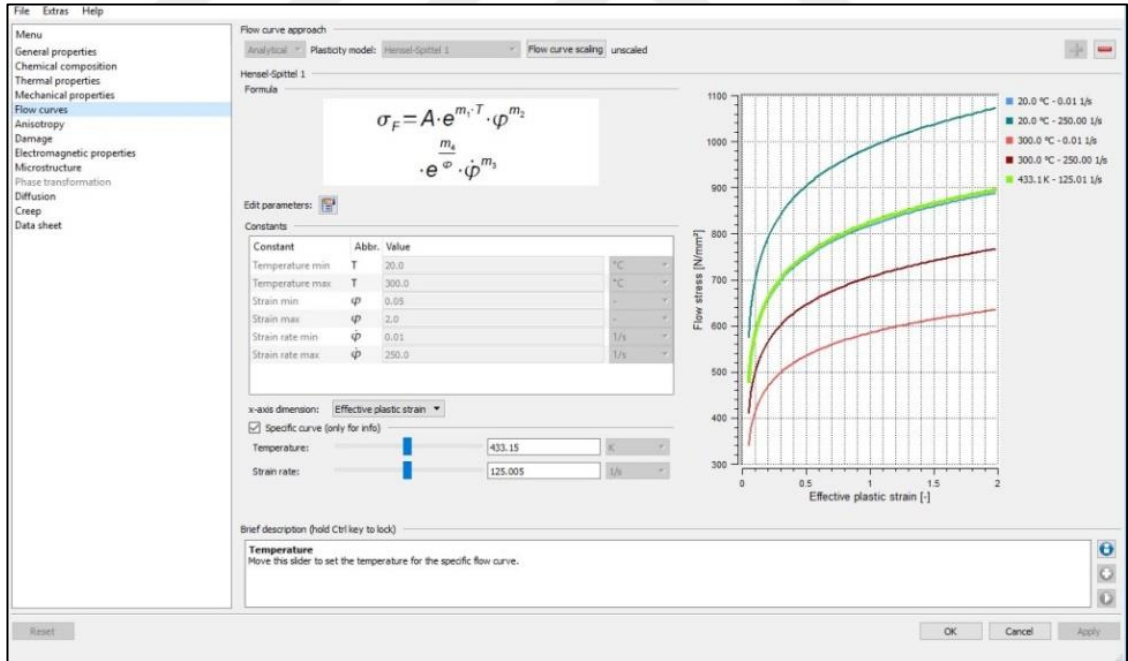 File Extras Help
Menu
General properties
Chemical composition
Thermal properties
Mechanical properties
Flow curves
Anisotropy
Damage
Electromagnetic properties
Microstructure
Phase transformation
Diffusion
Creep
Data sheet
Flow curve approach
Analytical Plasticity model: Hensel-Spittel 1 Flow curve scaling unscaled
Hensel-Spittel 1
Formula
σ_F = A·e^{m₁·T}·φ^{m₂}
·e^{m₄/φ}·φ̇^{m₃}
Edit parameters:
Constants
Constant Abbr. Value
Temperature min T 20.0 °C
Temperature max T 300.0 °C
Strain min φ 0.05 -
Strain max φ 2.0 -
Strain rate min φ̇ 0.01 1/s
Strain rate max φ̇ 250.0 1/s
x-axis dimension: Effective plastic strain
Specific curve (only for info)
Temperature: 433.15 K
Strain rate: 125.005 1/s
1100
1000
900
800
700
600
500
400
300
Flow stress [N/mm²]
0 0.5 1 1.5 2
Effective plastic strain [-]
20.0 °C - 0.01 1/s
20.0 °C - 250.00 1/s
300.0 °C - 0.01 1/s
300.0 °C - 250.00 1/s
433.1 K - 125.01 1/s
Brief description (hold Ctrl key to lock)
Temperature
Move this slider to set the temperature for the specific flow curve.
Reset OK Cancel Apply